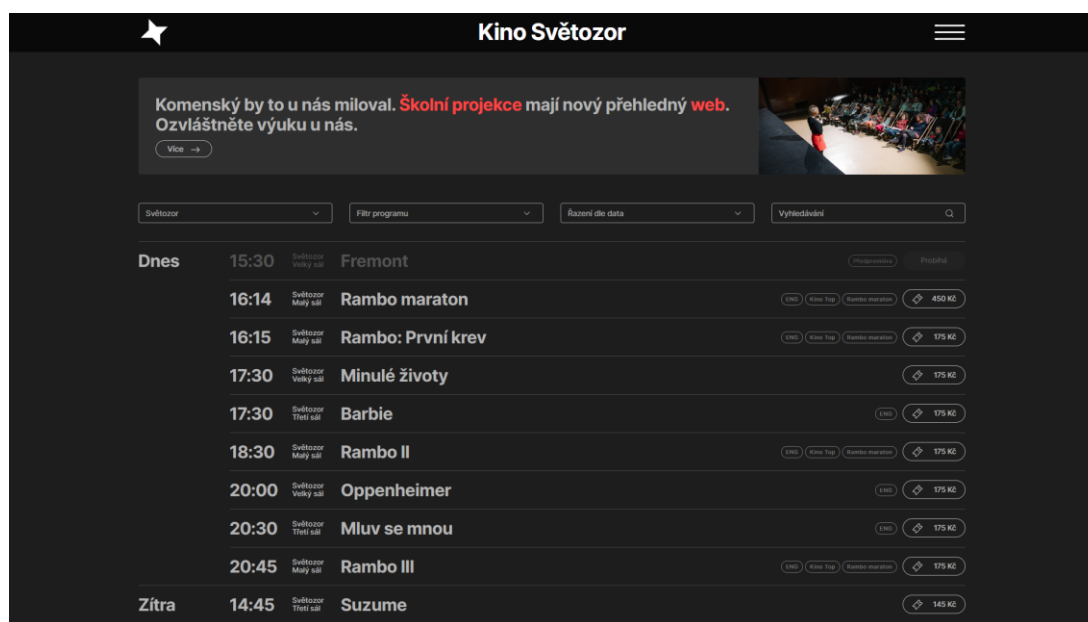 Kino Světozor
Komenský by to u nás miloval. Školní projekce mají nový přehledný web.
Ozvláštněte výuku u nás.
Více →
Světozor
Filtr programu
Řazení dle data
Vyhledávání
Dnes 15:30 Světozor Velký sál Fremont Předpremiéra Probíhá
16:14 Světozor Malý sál Rambo maraton ENG Kino Top Rambo maraton 450 Kč
16:15 Světozor Malý sál Rambo: První krev ENG Kino Top Rambo maraton 175 Kč
17:30 Světozor Velký sál Minulé životy 175 Kč
17:30 Světozor Třetí sál Barbie ENG 175 Kč
18:30 Světozor Malý sál Rambo II ENG Kino Top Rambo maraton 175 Kč
20:00 Světozor Velký sál Oppenheimer ENG 175 Kč
20:30 Světozor Třetí sál Mluv se mnou ENG 175 Kč
20:45 Světozor Malý sál Rambo III ENG Kino Top Rambo maraton 175 Kč
Zítra 14:45 Světozor Třetí sál Suzume 145 Kč